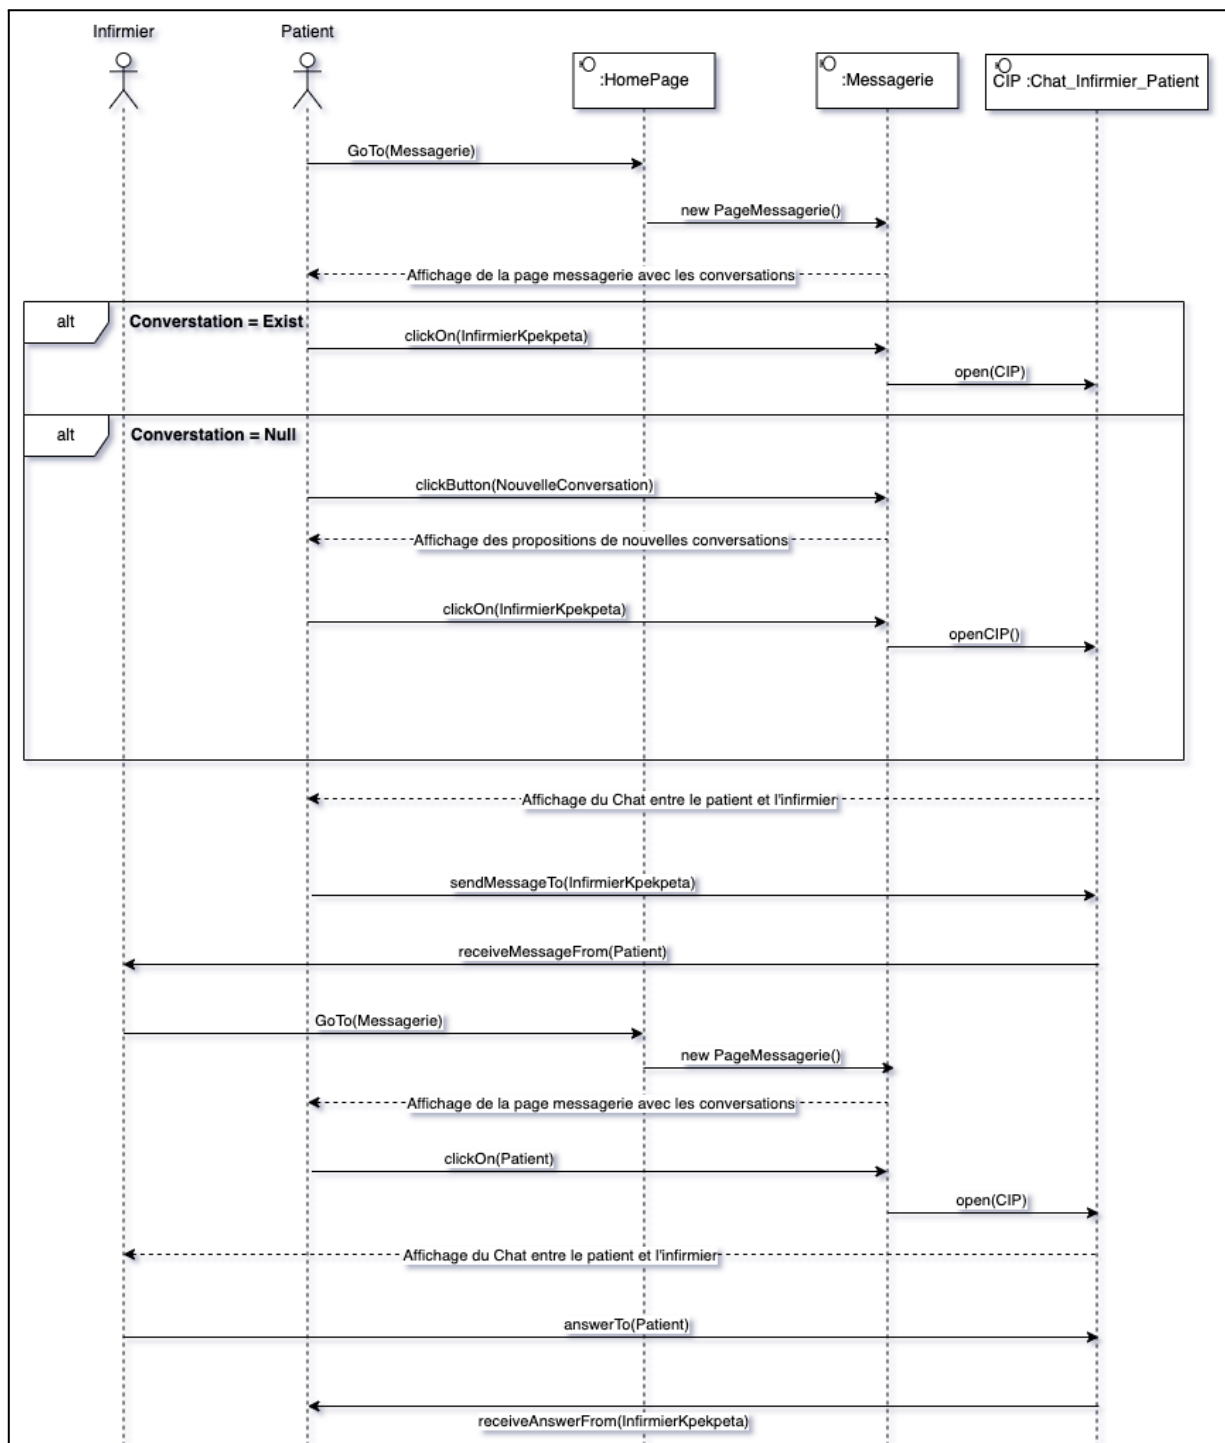 Infirmier
Patient
:HomePage
:Messagerie
CIP :Chat_Infirmier_Patient
GoTo(Messagerie)
new PageMessagerie()
Affichage de la page messagerie avec les conversations
alt
Converstation = Exist
clickOn(InfirmierKpekpeta)
open(CIP)
alt
Converstation = Null
clickButton(NouvelleConversation)
Affichage des propositions de nouvelles conversations
clickOn(InfirmierKpekpeta)
openCIP()
Affichage du Chat entre le patient et l'infirmier
sendMessageTo(InfirmierKpekpeta)
receiveMessageFrom(Patient)
GoTo(Messagerie)
new PageMessagerie()
Affichage de la page messagerie avec les conversations
clickOn(Patient)
open(CIP)
Affichage du Chat entre le patient et l'infirmier
answerTo(Patient)
receiveAnswerFrom(InfirmierKpekpeta)